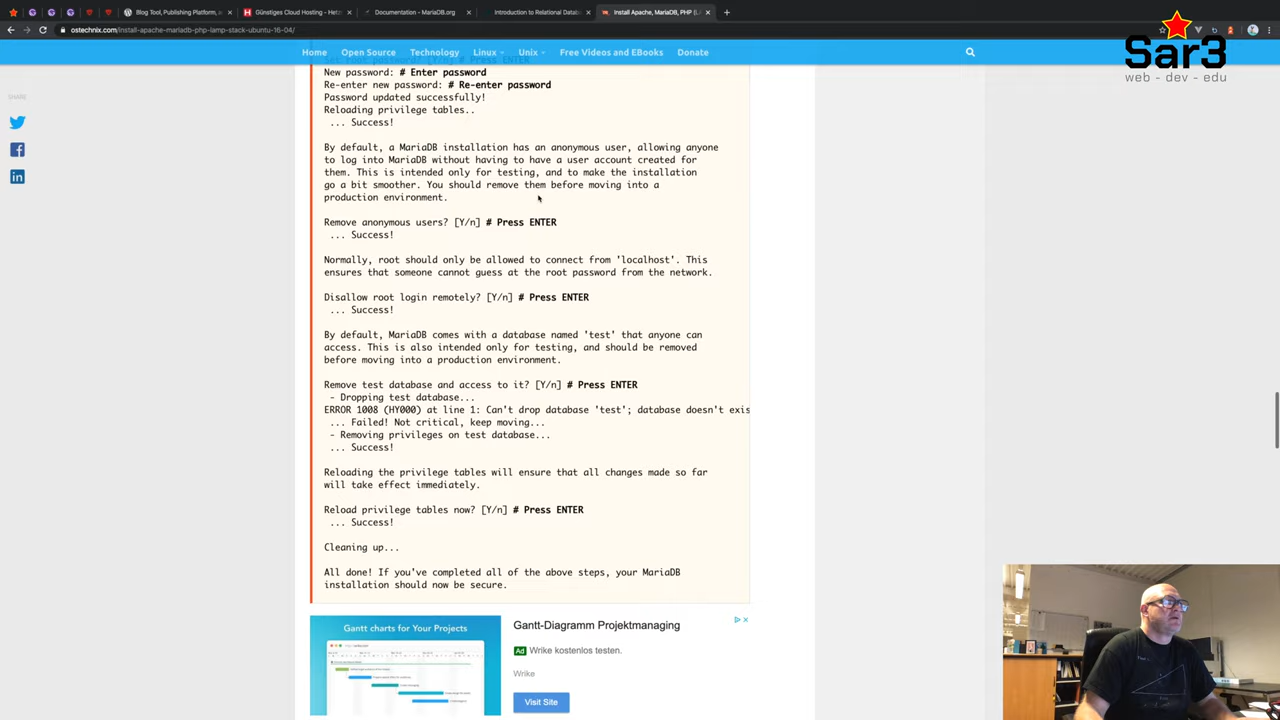 Blog Tool, Publishing Platform, a
Günstiges Cloud Hosting - Hetz
Documentation - MariaDB.org
Introduction to Relational Datab
Install Apache, MariaDB, PHP (L
ostechnix.com/install-apache-mariadb-php-lamp-stack-ubuntu-16-04/
Sar3
web - dev - edu
Home
Open Source
Technology
Linux
Unix
Free Videos and EBooks
Donate
SHARE
Set root password? [Y/n] # Press ENTER
New password: # Enter password
Re-enter new password: # Re-enter password
Password updated successfully!
Reloading privilege tables..
... Success!
By default, a MariaDB installation has an anonymous user, allowing anyone
to log into MariaDB without having to have a user account created for
them. This is intended only for testing, and to make the installation
go a bit smoother. You should remove them before moving into a
production environment.
Remove anonymous users? [Y/n] # Press ENTER
... Success!
Normally, root should only be allowed to connect from 'localhost'. This
ensures that someone cannot guess at the root password from the network.
Disallow root login remotely? [Y/n] # Press ENTER
... Success!
By default, MariaDB comes with a database named 'test' that anyone can
access. This is also intended only for testing, and should be removed
before moving into a production environment.
Remove test database and access to it? [Y/n] # Press ENTER
- Dropping test database...
ERROR 1008 (HY000) at line 1: Can't drop database 'test'; database doesn't exis
... Failed! Not critical, keep moving...
- Removing privileges on test database...
... Success!
Reloading the privilege tables will ensure that all changes made so far
will take effect immediately.
Reload privilege tables now? [Y/n] # Press ENTER
... Success!
Cleaning up...
All done! If you've completed all of the above steps, your MariaDB
installation should now be secure.
Gantt charts for Your Projects
Gantt-Diagramm Projektmanaging
Ad Wrike kostenlos testen.
Wrike
Visit Site